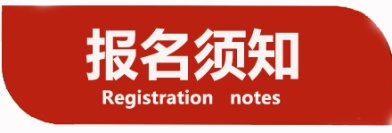 报名须知
Registration notes